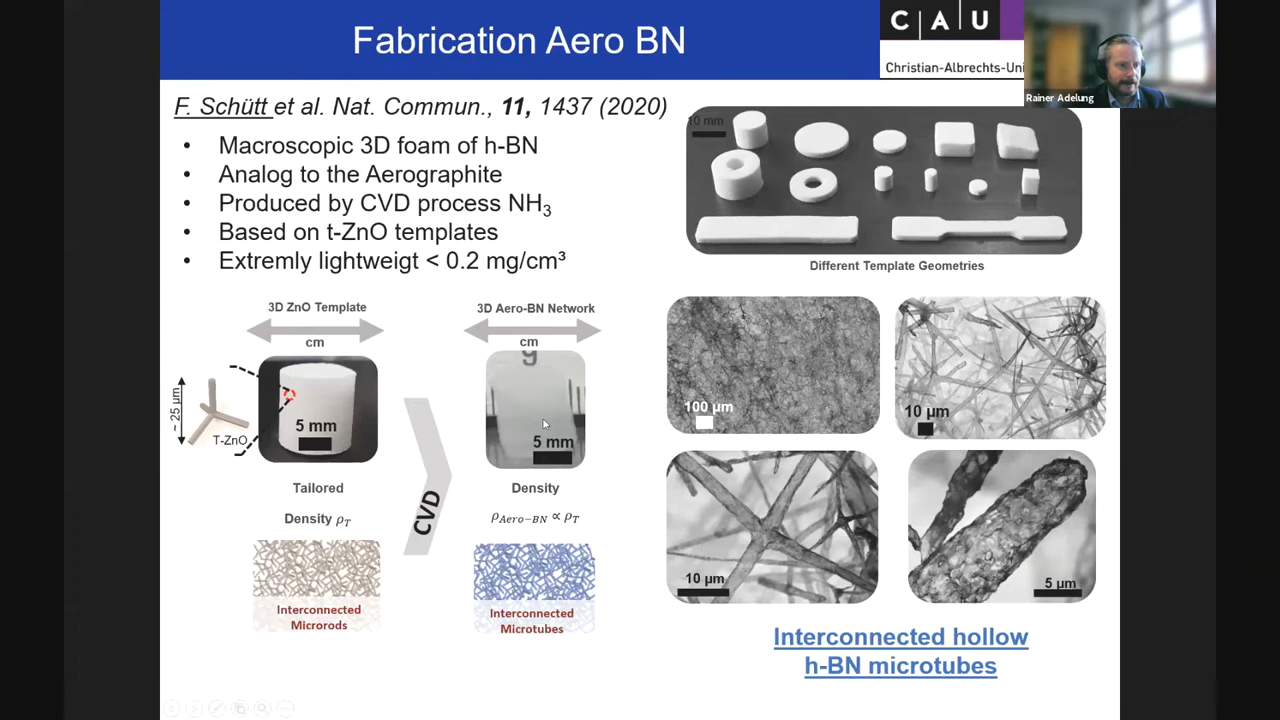 Fabrication Aero BN
C|A|U
Christian-Albrechts-Uni
Rainer Adelung
F. Schütt et al. Nat. Commun., 11, 1437 (2020)
• Macroscopic 3D foam of h-BN
• Analog to the Aerographite
• Produced by CVD process NH₃
• Based on t-ZnO templates
• Extremly lightweigt < 0.2 mg/cm³
10 mm
Different Template Geometries
3D ZnO Template
cm
~ 25 µm
T-ZnO
5 mm
Tailored
Density ρ_T
Interconnected
Microrods
CVD
3D Aero-BN Network
cm
5 mm
Density
ρ_Aero−BN ∝ ρ_T
Interconnected
Microtubes
100 µm
10 µm
10 µm
5 µm
Interconnected hollow
h-BN microtubes